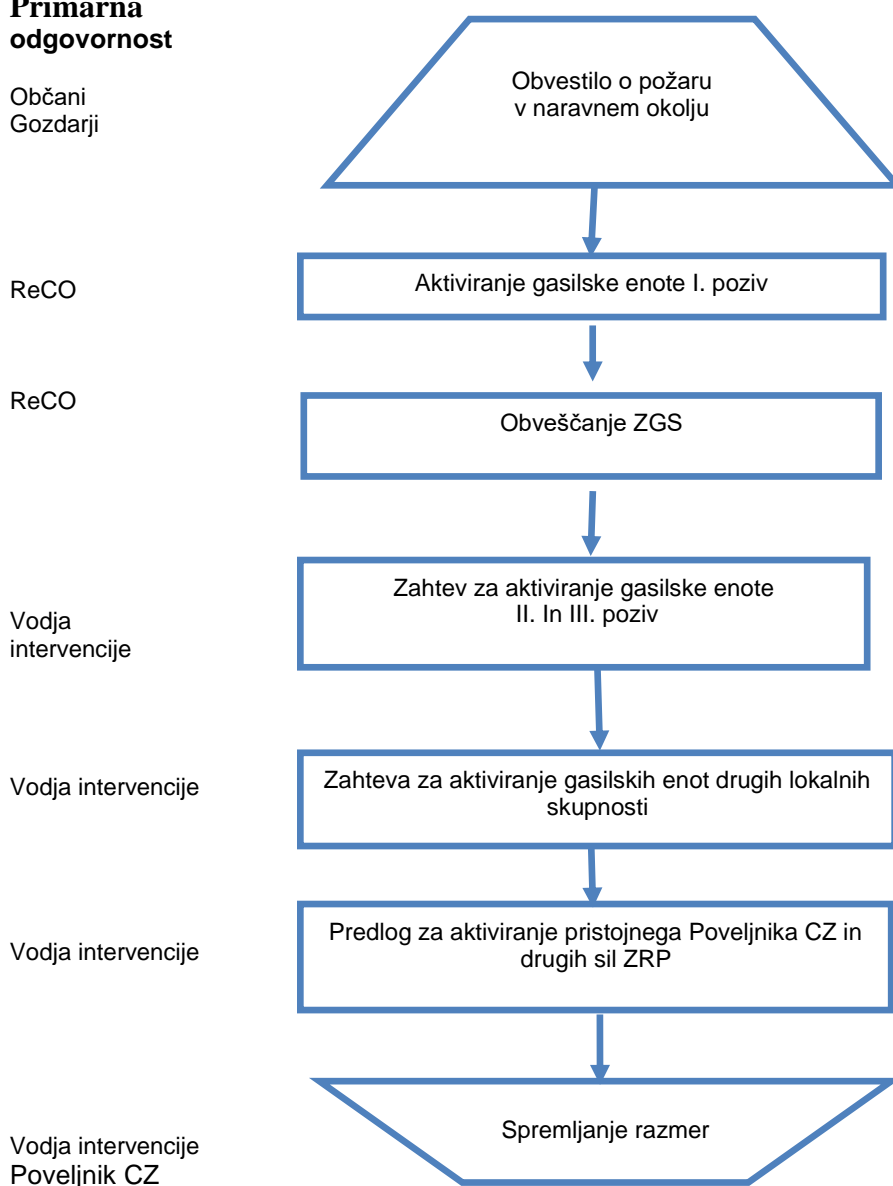 Primarna
odgovornost
Občani
Gozdarji
Obvestilo o požaru
v naravnem okolju
ReCO
Aktiviranje gasilske enote I. poziv
ReCO
Obveščanje ZGS
Vodja
intervencije
Zahtev za aktiviranje gasilske enote
II. In III. poziv
Vodja intervencije
Zahteva za aktiviranje gasilskih enot drugih lokalnih
skupnosti
Vodja intervencije
Predlog za aktiviranje pristojnega Poveljnika CZ in
drugih sil ZRP
Vodja intervencije
Poveljnik CZ
Spremljanje razmer